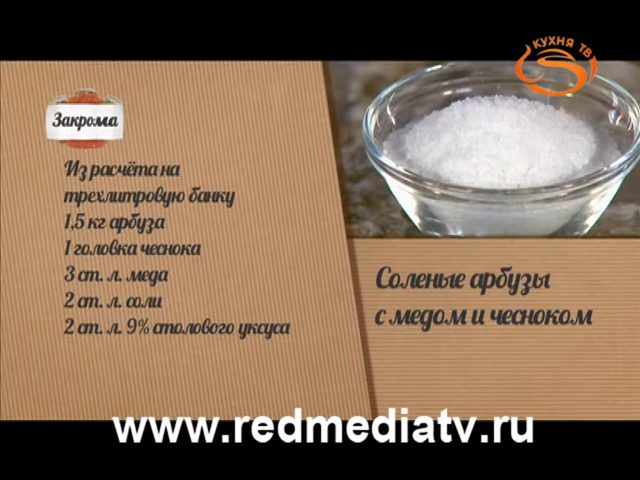 КУХНЯ ТВ
Закрома
Из расчёта на
трехлитровую банку
1,5 кг арбуза
1 головка чеснока
3 ст. л. меда
2 ст. л. соли
2 ст. л. 9% столового уксуса
Соленые арбузы
с медом и чесноком
www.redmediatv.ru